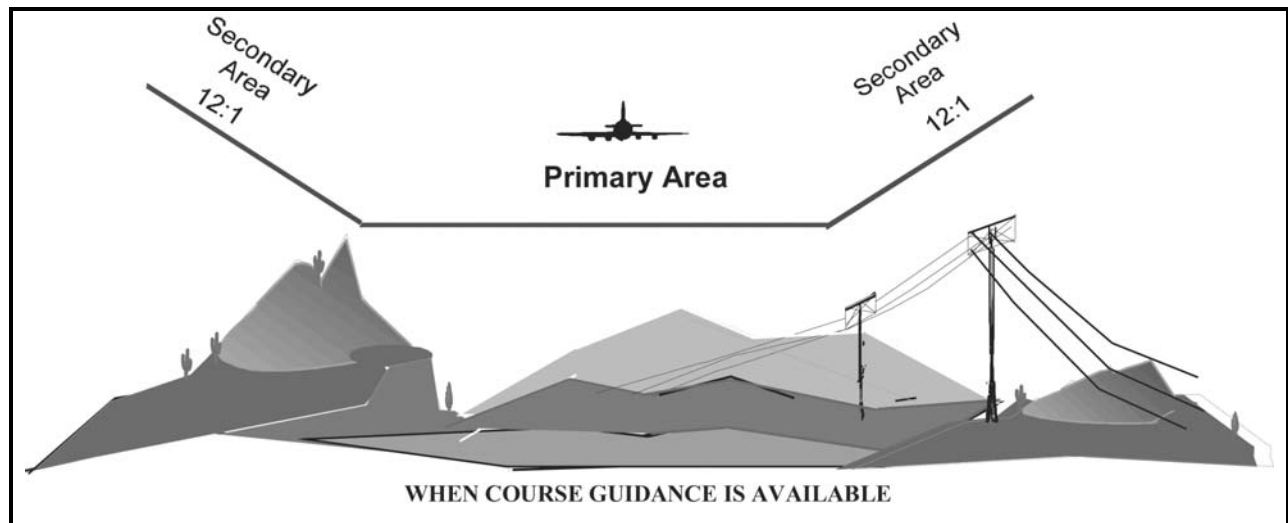 Secondary
Area
12:1
Secondary
Area
12:1
Primary Area
WHEN COURSE GUIDANCE IS AVAILABLE